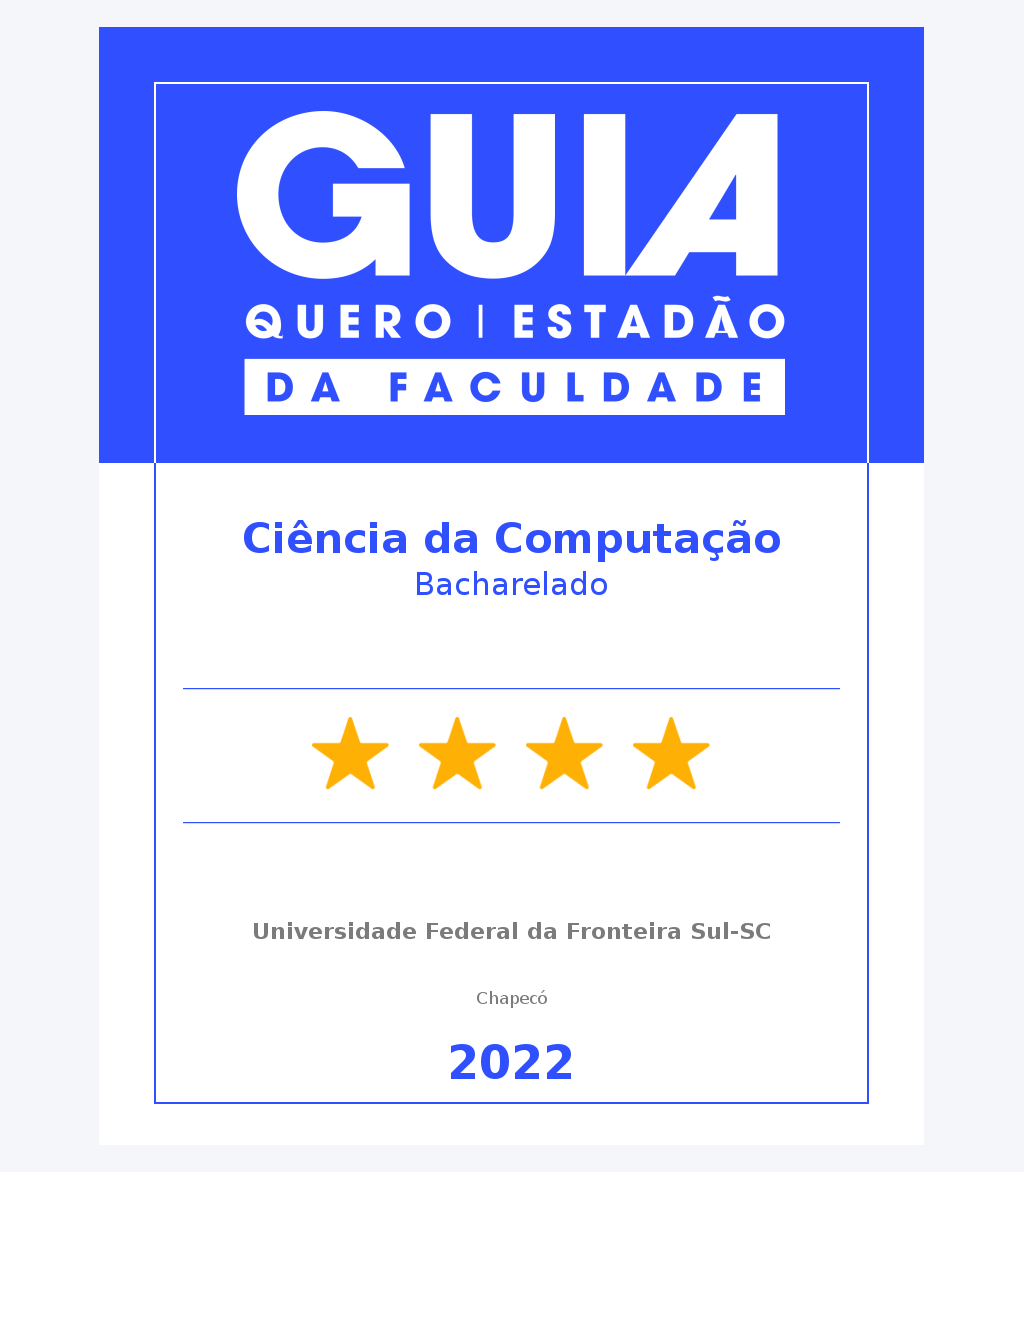 GUIA
QUERO | ESTADÃO
DA FACULDADE
Ciência da Computação
Bacharelado
Universidade Federal da Fronteira Sul-SC
Chapecó
2022